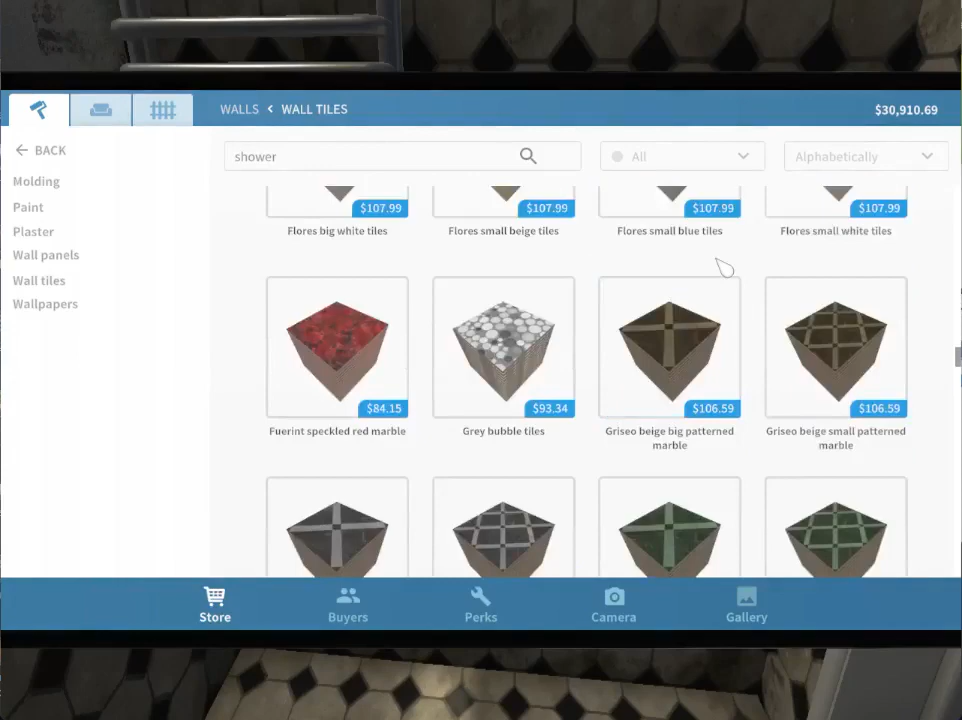 WALLS < WALL TILES
$30,910.69
BACK
shower
All
Alphabetically
Molding
Paint
Plaster
Wall panels
Wall tiles
Wallpapers
$107.99
$107.99
$107.99
$107.99
Flores big white tiles
Flores small beige tiles
Flores small blue tiles
Flores small white tiles
$84.15
$93.34
$106.59
$106.59
Fuerint speckled red marble
Grey bubble tiles
Griseo beige big patterned
marble
Griseo beige small patterned
marble
Store
Buyers
Perks
Camera
Gallery